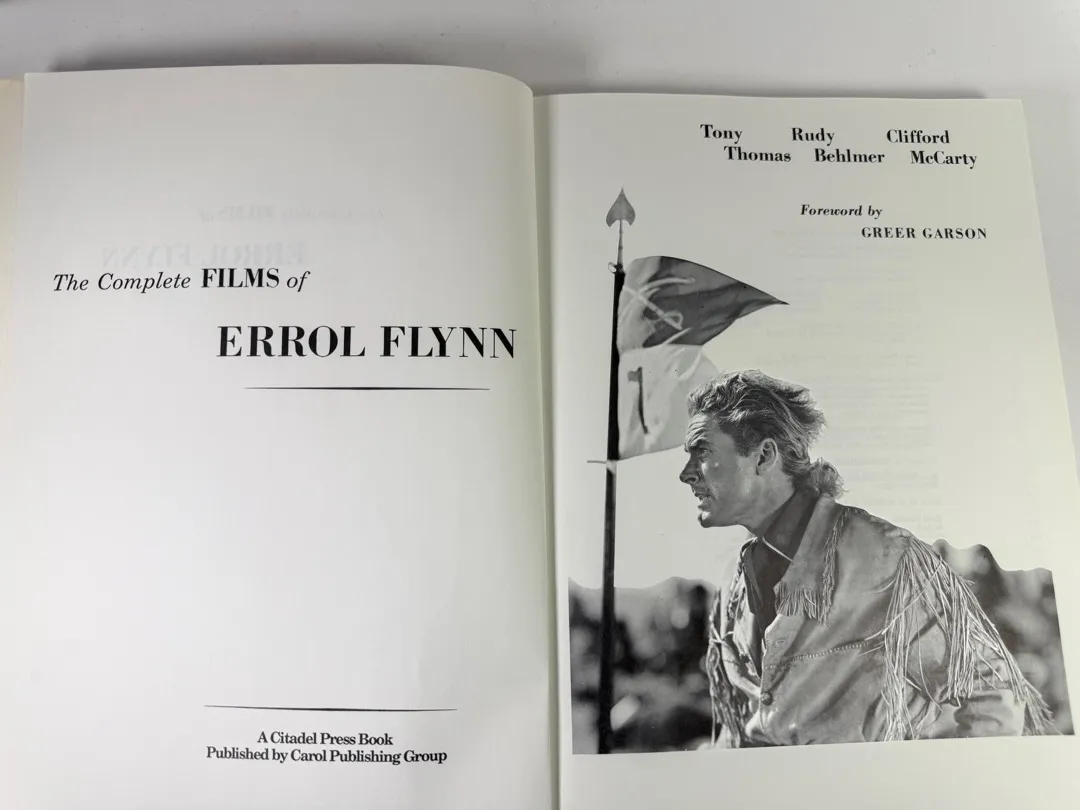 The Complete FILMS of
ERROL FLYNN
A Citadel Press Book
Published by Carol Publishing Group
Tony Rudy Clifford
Thomas Behlmer McCarty
Foreword by
GREER GARSON
7